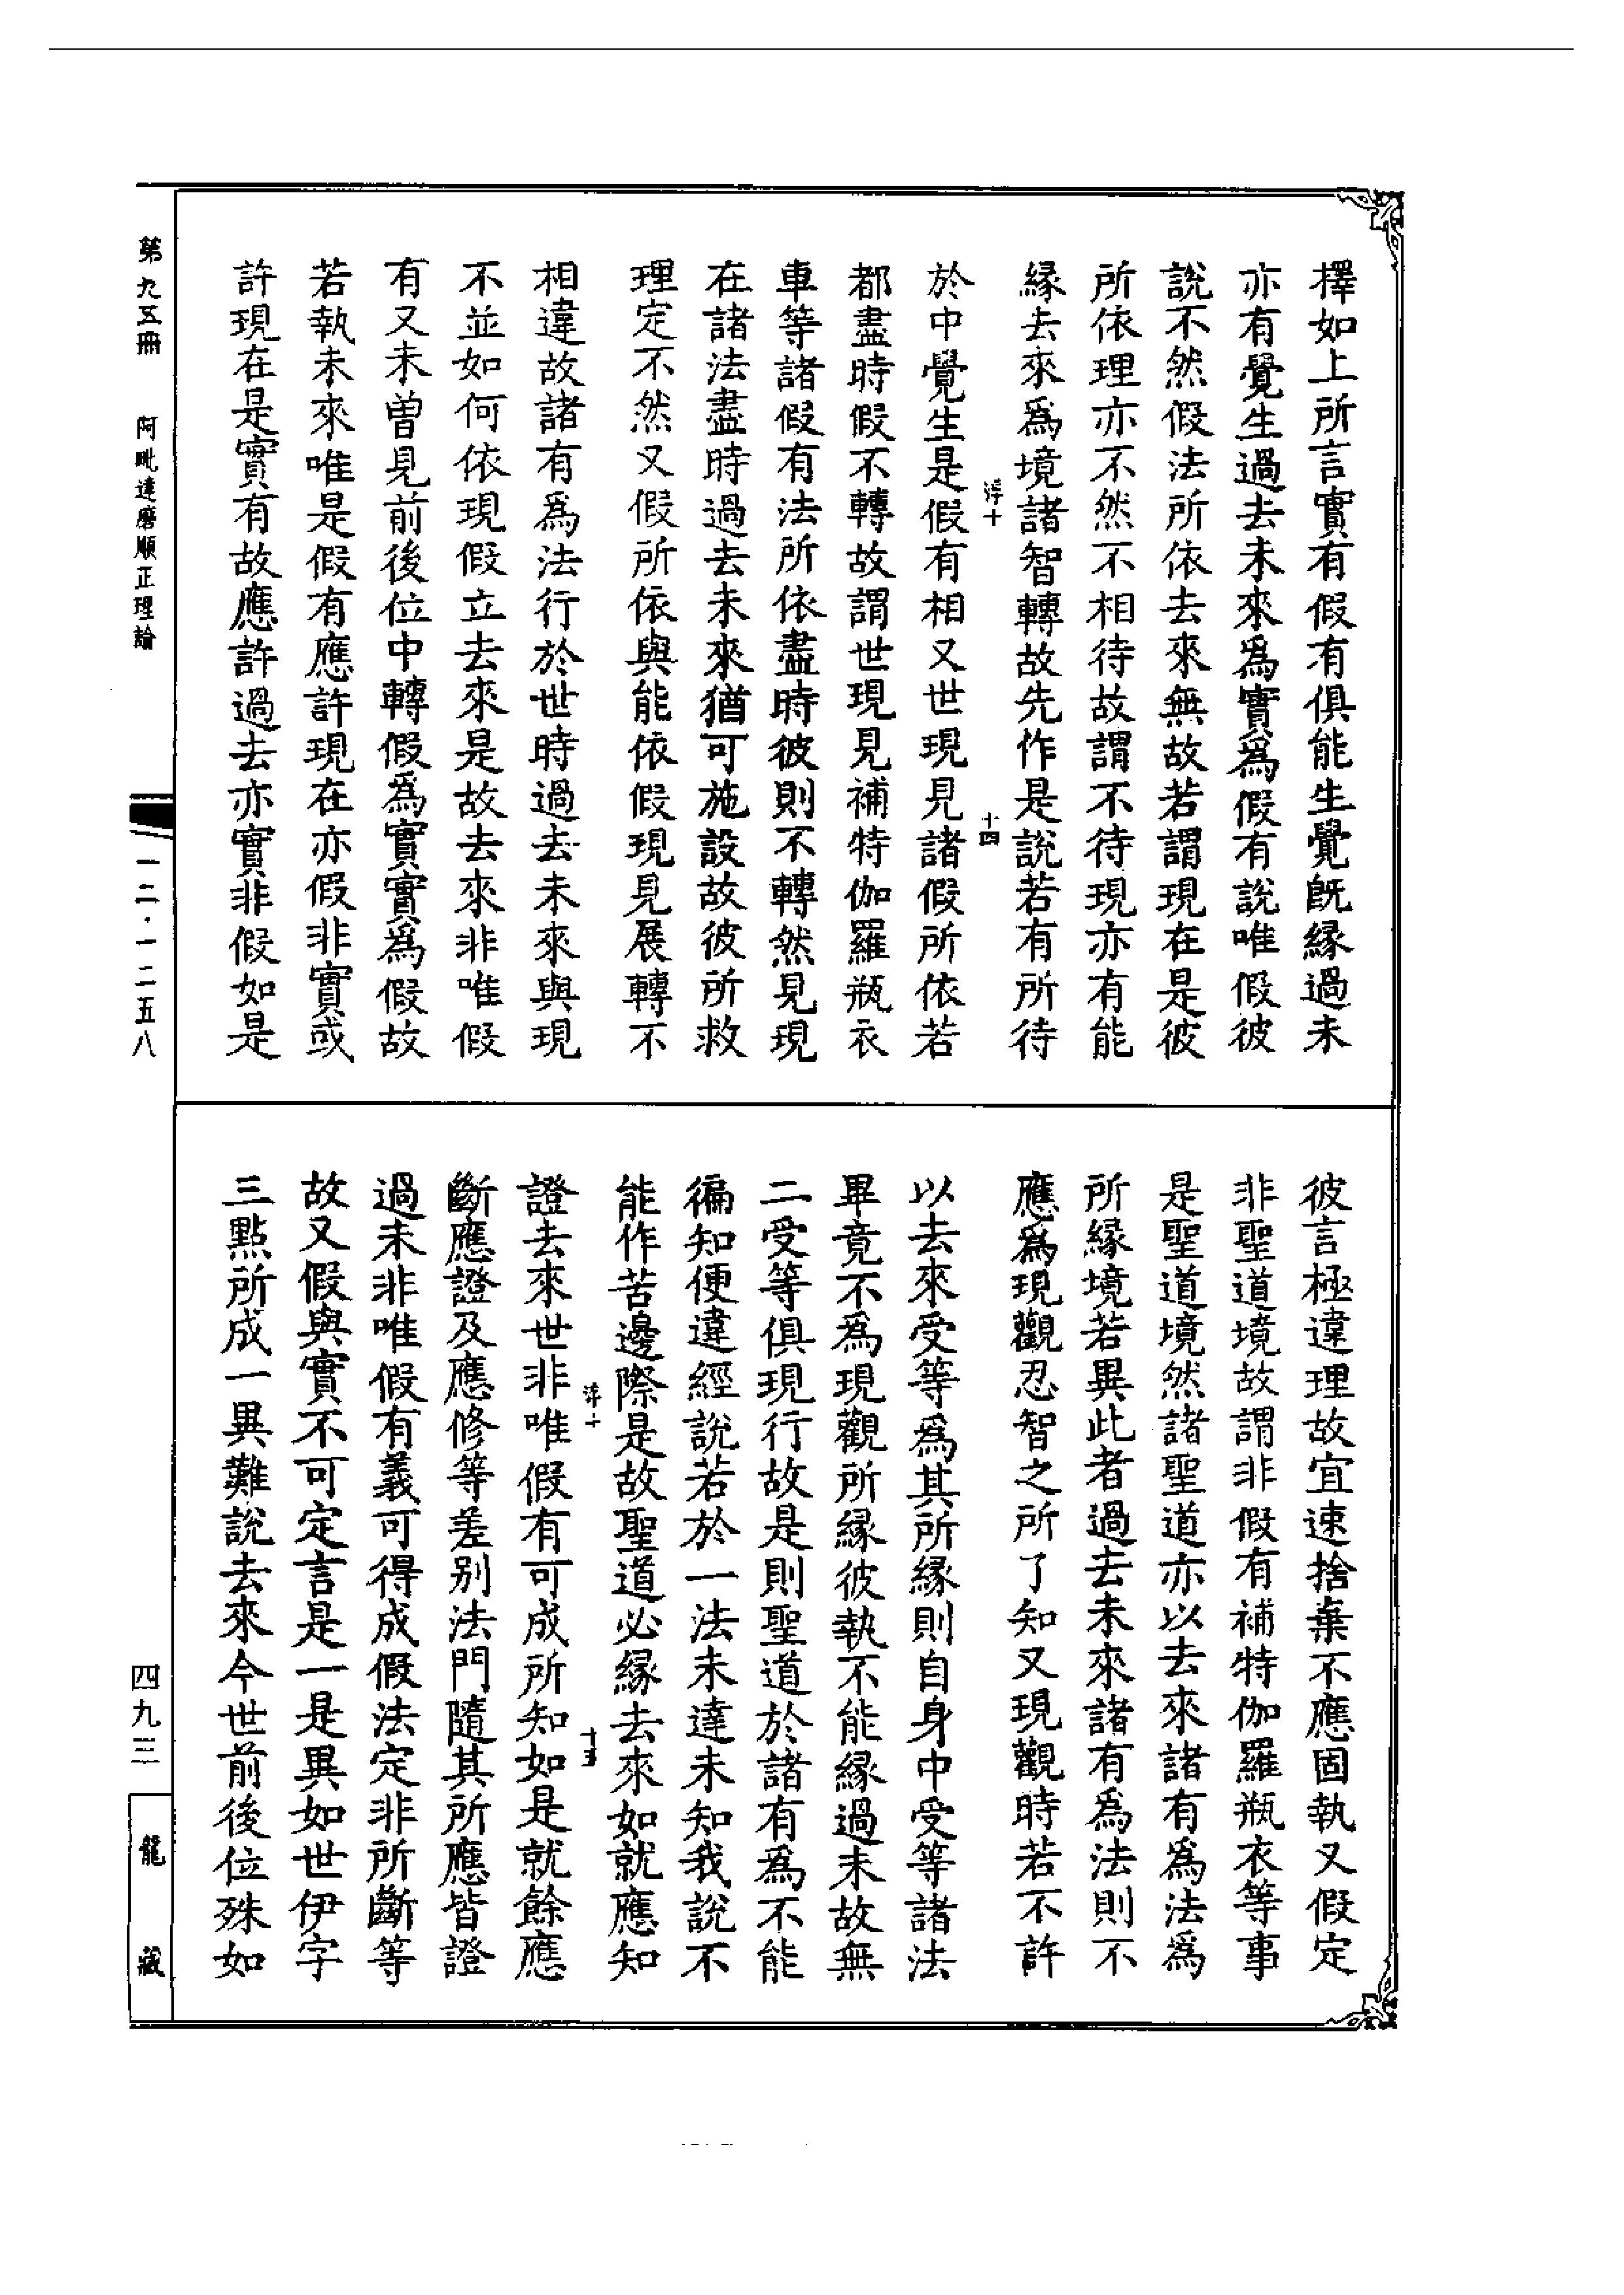 擇如上所言實有假有俱能生覺旣緣過未
亦有覺生過去未來爲實爲假有說唯假彼
說不然假法所依去來無故若謂現在是彼
所依理亦不然不相待故謂不待現亦有能
緣去來爲境諸智轉故先作是說若有所待
淳十
十四
於中覺生是假有相又世現見諸假所依若
都盡時假不轉故謂世現見補特伽羅瓶衣
車等諸假有法所依盡時彼則不轉然見現
在諸法盡時過去未來猶可施設故彼所救
理定不然又假所依與能依假現見展轉不
相違故諸有爲法行於世時過去未來與現
不並如何依現假立去來是故去來非唯假
有又未曽見前後位中轉假爲實實爲假故
若執未來唯是假有應許現在亦假非實或
許現在是實有故應許過去亦實非假如是
彼言極違理故宜速捨棄不應固執又假定
非聖道境故謂非假有補特伽羅瓶衣等事
是聖道境然諸聖道亦以去來諸有爲法爲
所緣境若異此者過去未來諸有爲法則不
應爲現觀忍智之所了知又現觀時若不許
以去來受等爲其所緣則自身中受等諸法
畢竟不爲現觀所緣彼執不能緣過未故無
二受等俱現行故是則聖道於諸有爲不能
徧知便違經說若於一法未達未知我說不
能作苦邊際是故聖道必緣去來如就應知
淳十
十五
證去來世非唯假有可成所知如是就餘應
斷應證及應修等差别法門隨其所應皆證
過未非唯假有義可得成假法定非所斷等
故又假與實不可定言是一是異如世伊字
三點所成一異難說去來今世前後位殊如
第九五冊
阿毗達磨順正理論
一二·一二五八
四九三
龍藏